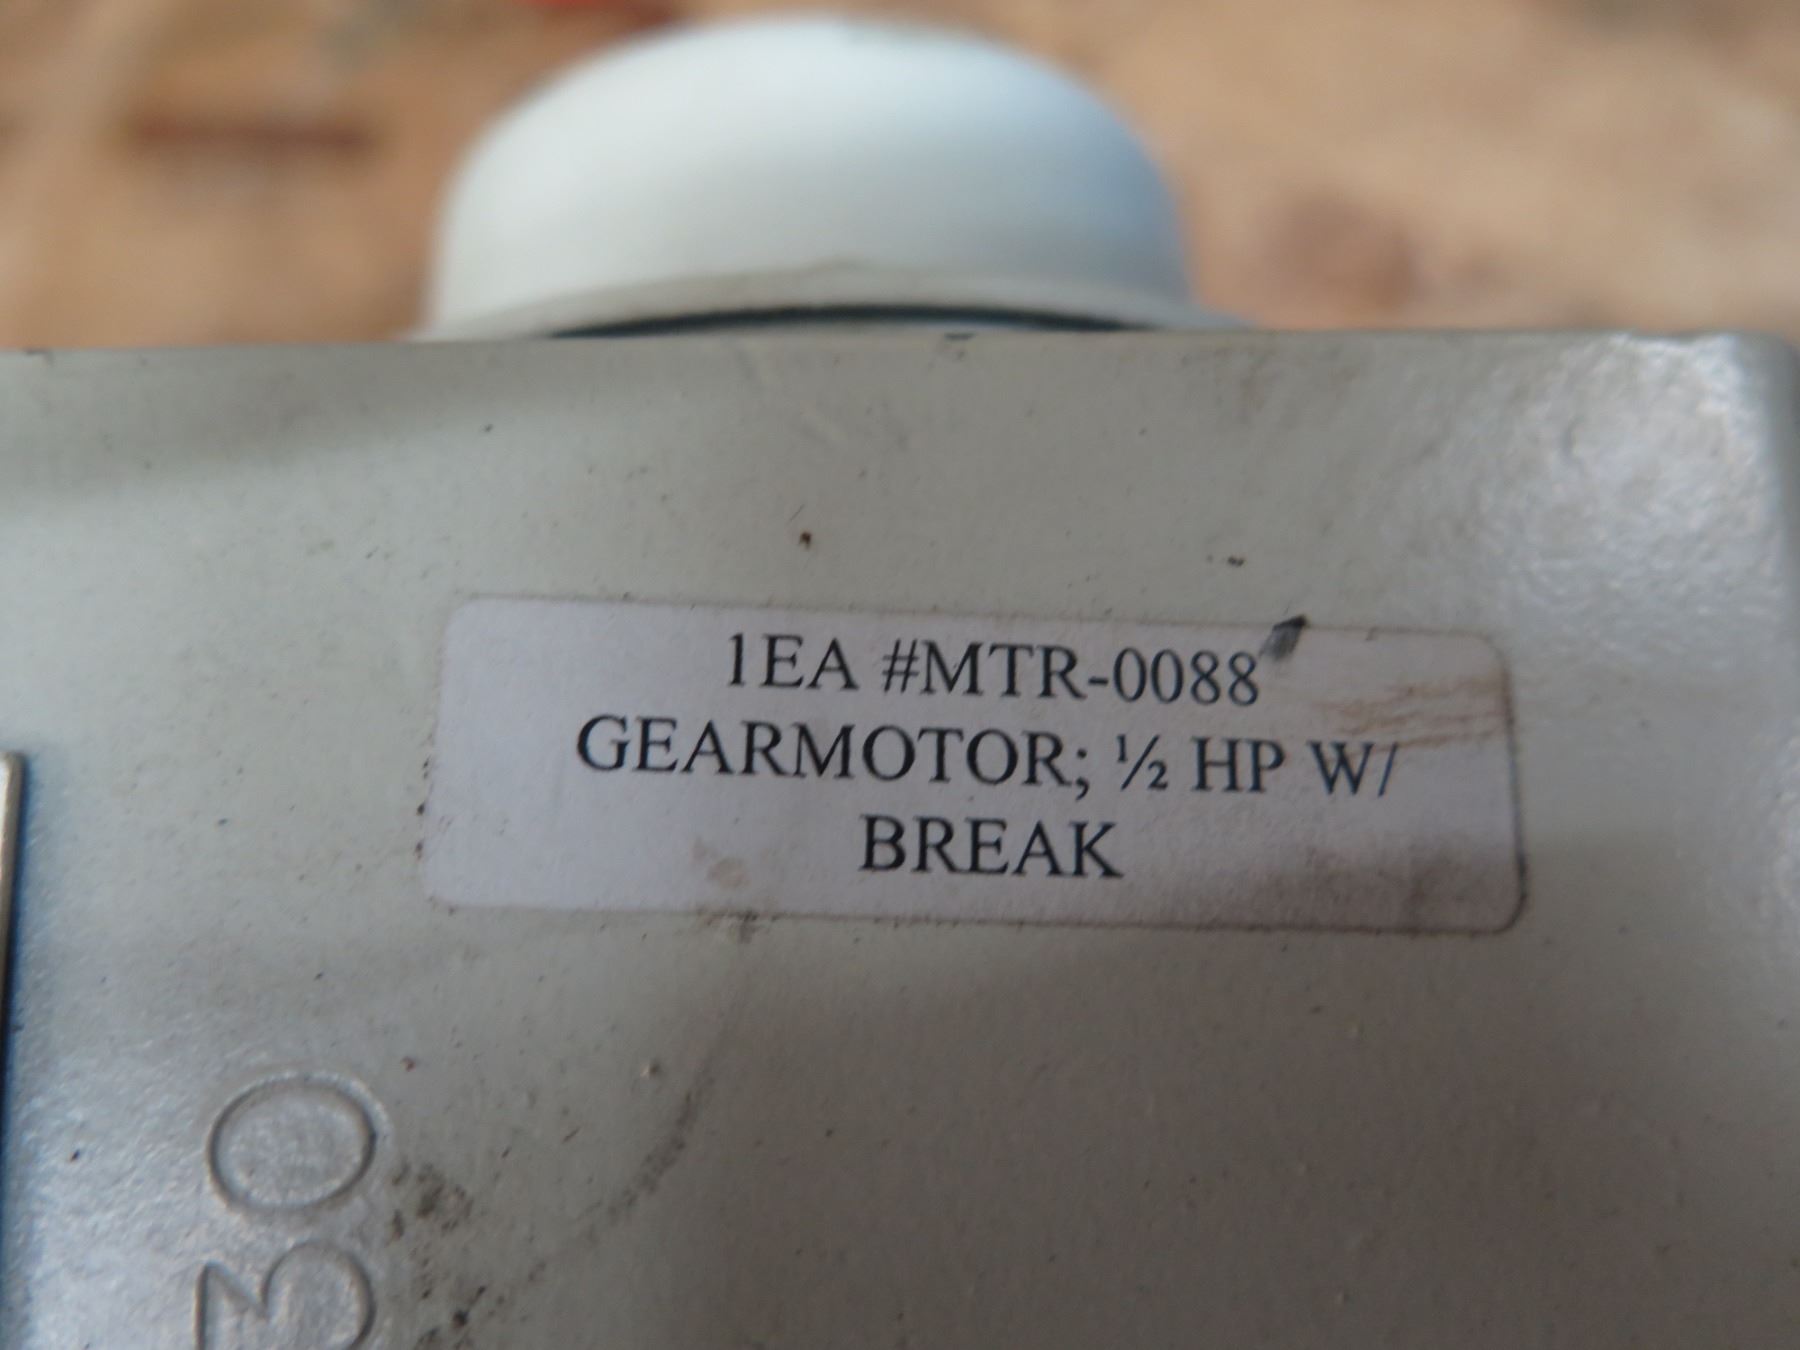 1EA #MTR-0088
GEARMOTOR; ½ HP W/
BREAK
30